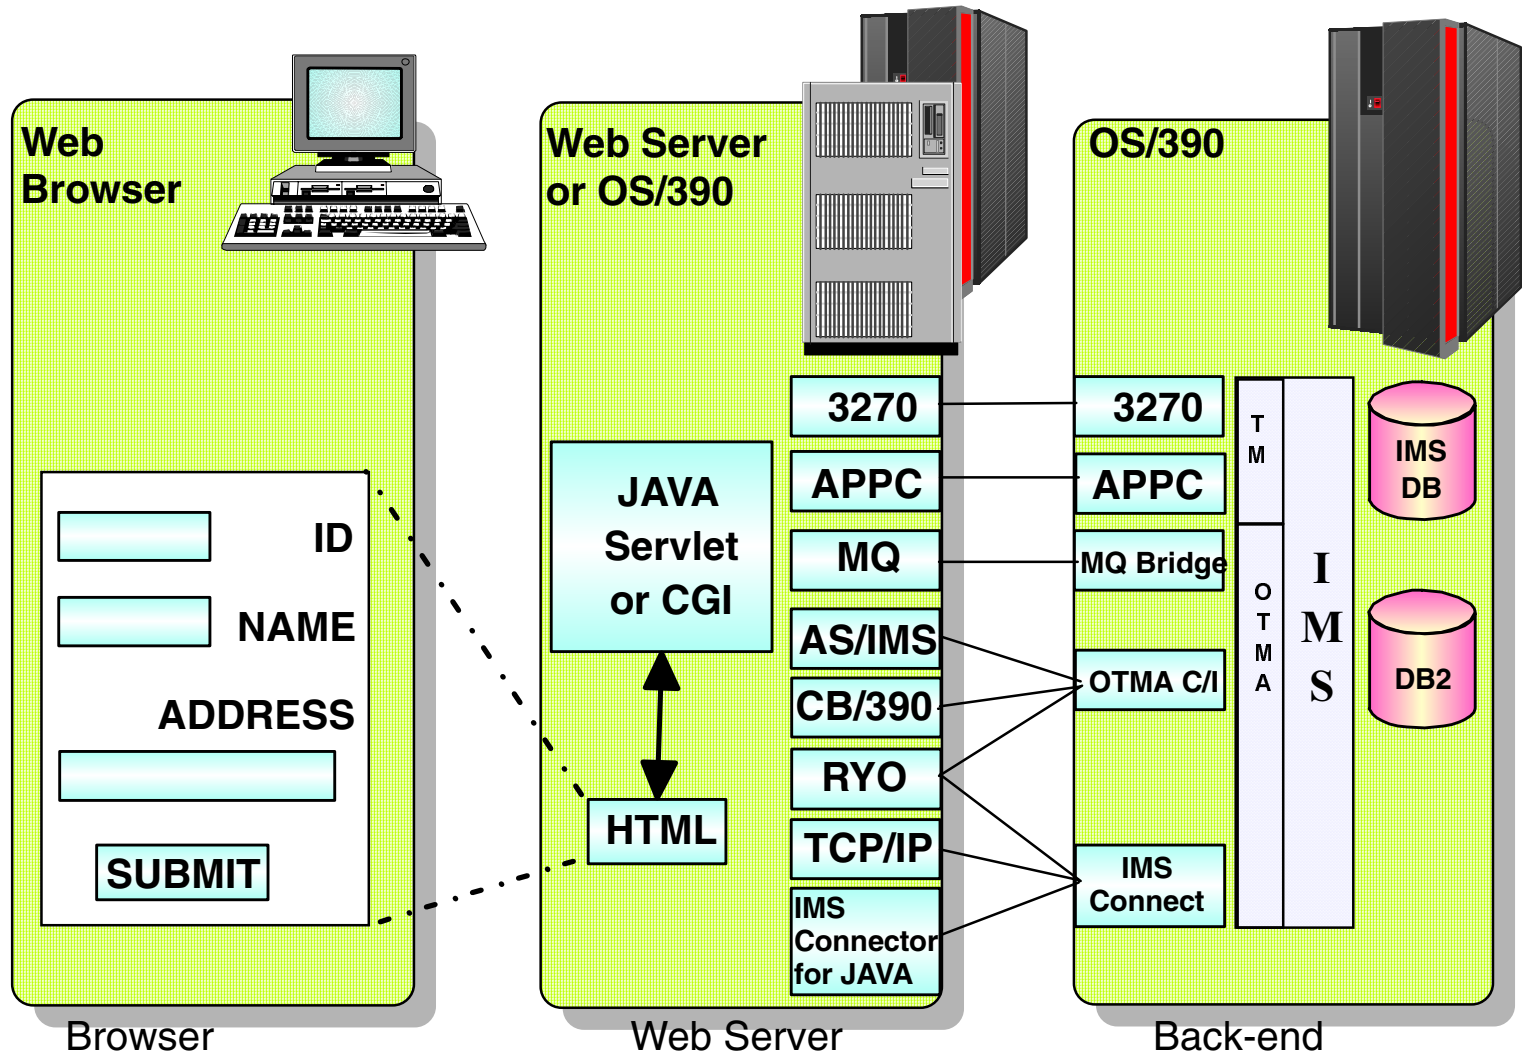 Web
Browser
ID
NAME
ADDRESS
SUBMIT
Browser
Web Server
or OS/390
JAVA
Servlet
or CGI
HTML
3270
APPC
MQ
AS/IMS
CB/390
RYO
TCP/IP
IMS
Connector
for JAVA
Web Server
OS/390
3270
APPC
MQ Bridge
OTMA C/I
IMS
Connect
T
M
O
T
M
A
I
M
S
IMS
DB
DB2
Back-end